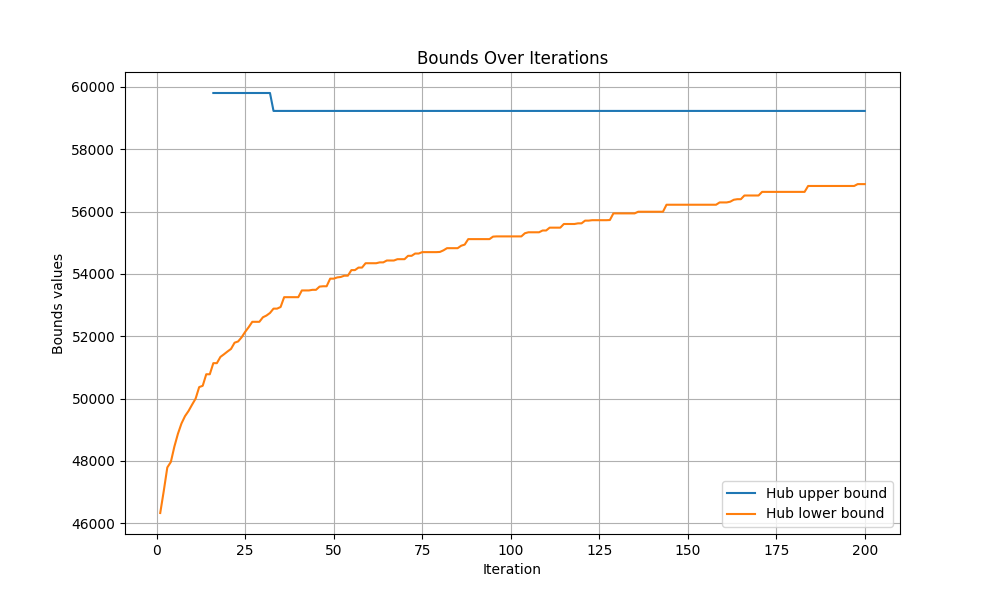 Bounds Over Iterations
60000
58000
56000
54000
52000
50000
48000
46000
Bounds values
0 25 50 75 100 125 150 175 200
Iteration
Hub upper bound
Hub lower bound